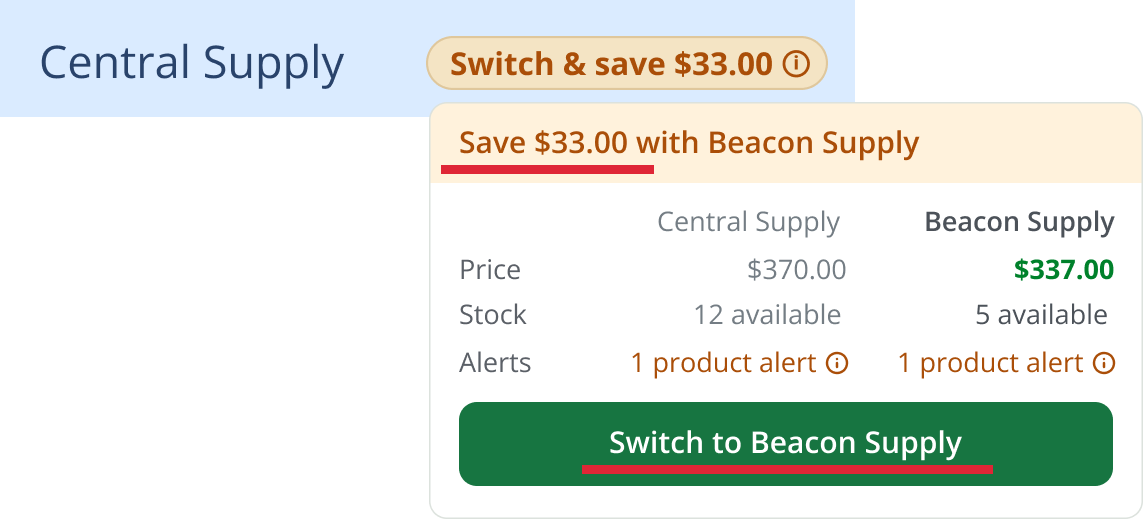 Central Supply Switch & save $33.00
Save $33.00 with Beacon Supply
Central Supply Beacon Supply
Price $370.00 $337.00
Stock 12 available 5 available
Alerts 1 product alert 1 product alert
Switch to Beacon Supply